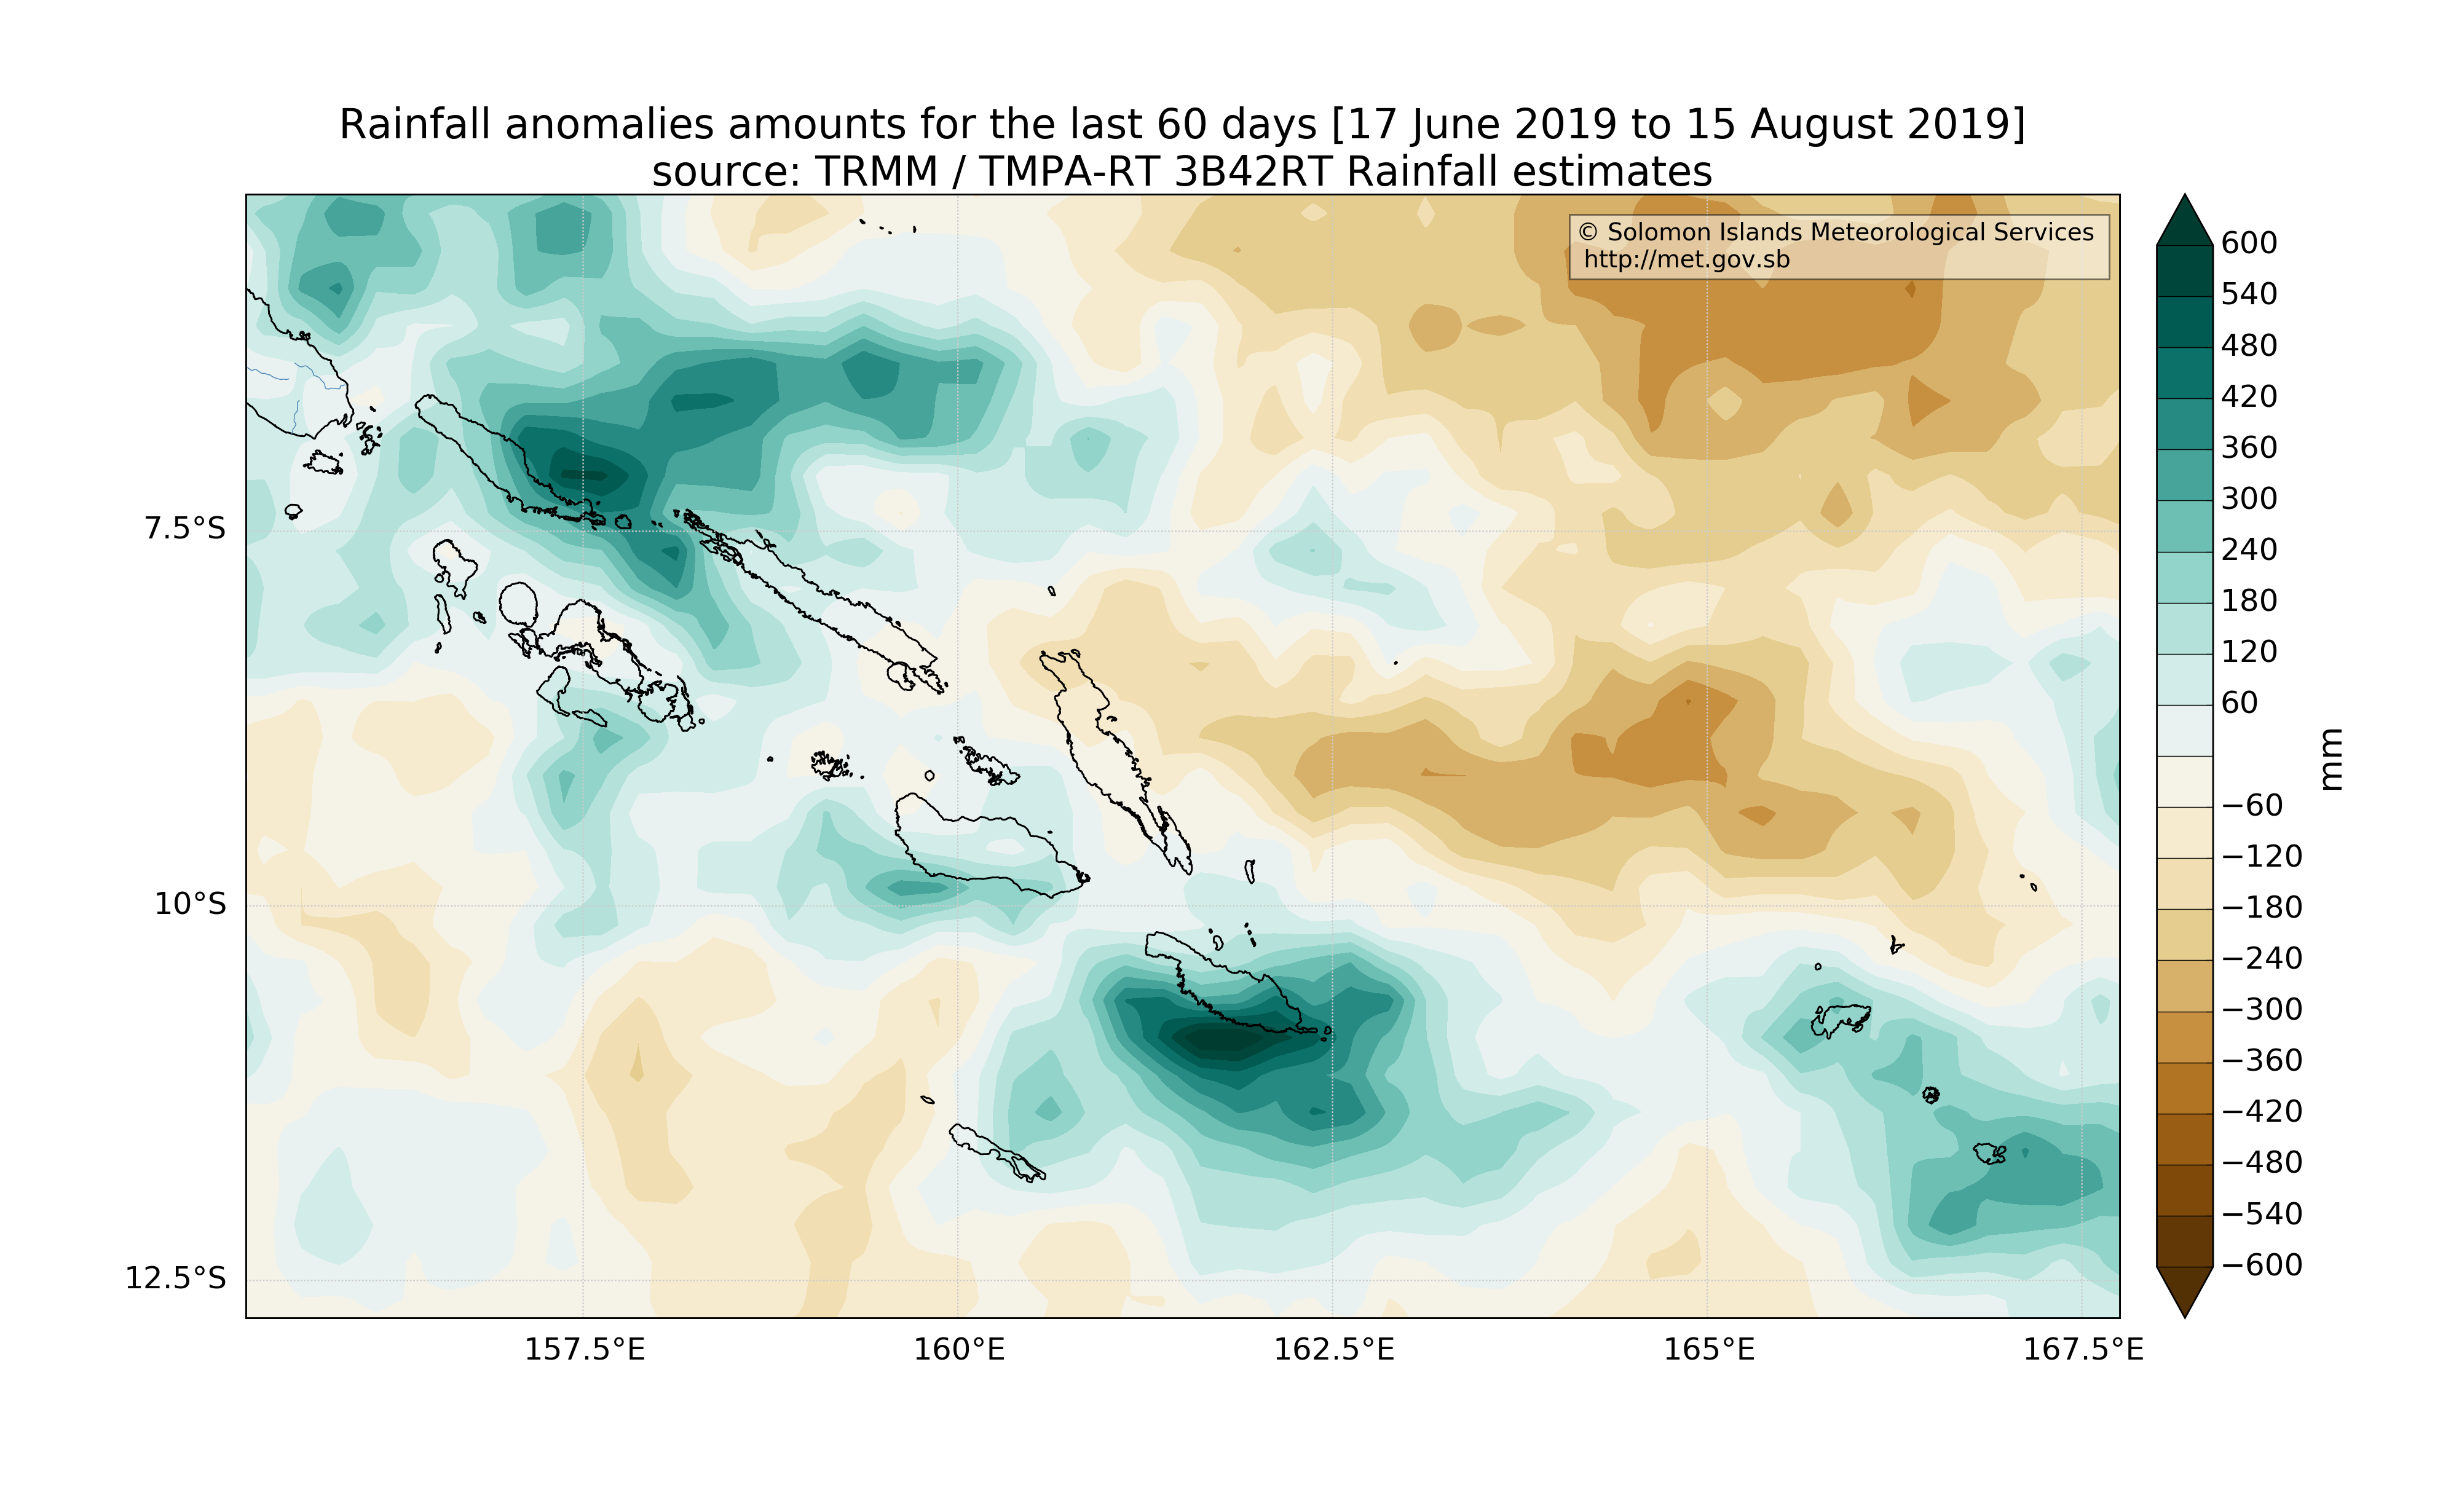 Rainfall anomalies amounts for the last 60 days [17 June 2019 to 15 August 2019]
source: TRMM / TMPA-RT 3B42RT Rainfall estimates
© Solomon Islands Meteorological Services
http://met.gov.sb
7.5°S
10°S
12.5°S
157.5°E
160°E
162.5°E
165°E
167.5°E
600
540
480
420
360
300
240
180
120
60
−60
−120
−180
−240
−300
−360
−420
−480
−540
−600
mm